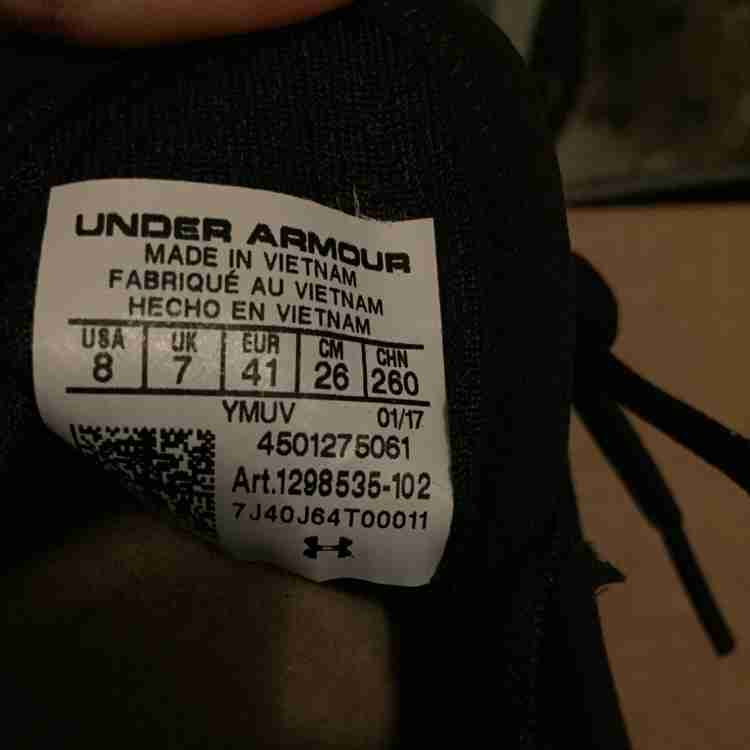 UNDER ARMOUR
MADE IN VIETNAM
FABRIQUÉ AU VIETNAM
HECHO EN VIETNAM
USA UK EUR CM CHN
8 7 41 26 260
YMUV 01/17
4501275061
Art.1298535-102
7J40J64T00011